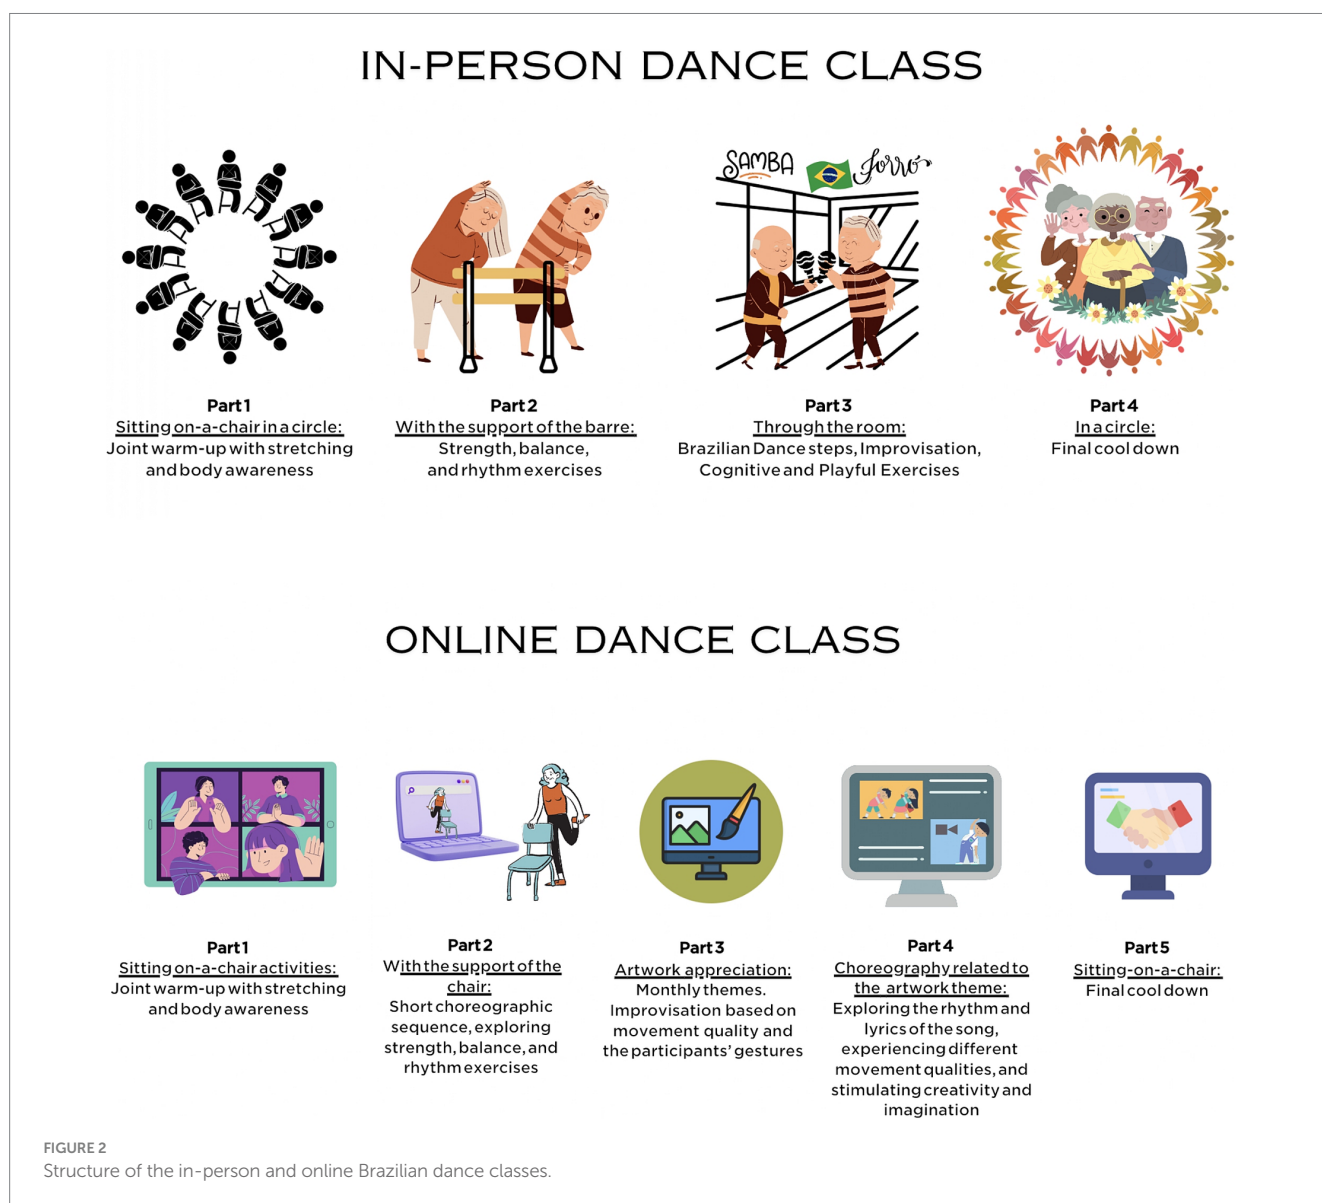 IN-PERSON DANCE CLASS
SAMBA
Forró
Part 1
Sitting on-a-chair in a circle:
Joint warm-up with stretching
and body awareness
Part 2
With the support of the barre:
Strength, balance,
and rhythm exercises
Part 3
Through the room:
Brazilian Dance steps, Improvisation,
Cognitive and Playful Exercises
Part 4
In a circle:
Final cool down
ONLINE DANCE CLASS
Part 1
Sitting on-a-chair activities:
Joint warm-up with stretching
and body awareness
Part 2
With the support of the
chair:
Short choreographic
sequence, exploring
strength, balance, and
rhythm exercises
Part 3
Artwork appreciation:
Monthly themes.
Improvisation based on
movement quality and
the participants’ gestures
Part 4
Choreography related to
the artwork theme:
Exploring the rhythm and
lyrics of the song,
experiencing different
movement qualities, and
stimulating creativity and
imagination
Part 5
Sitting-on-a-chair:
Final cool down
FIGURE 2
Structure of the in-person and online Brazilian dance classes.